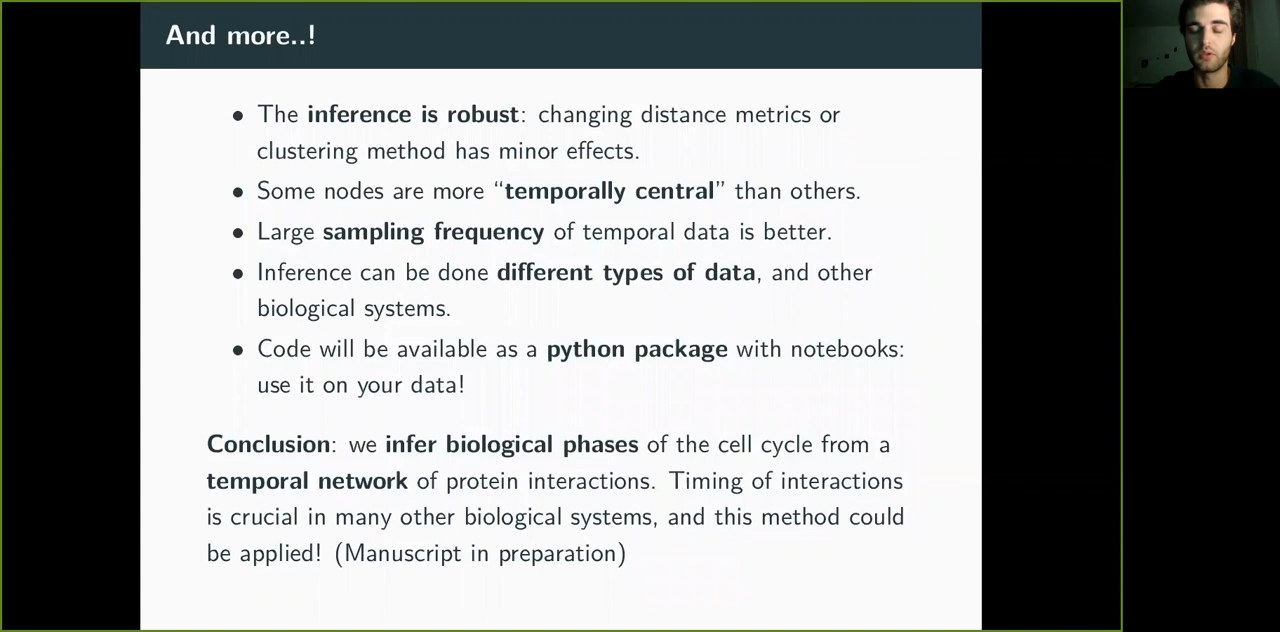 And more..!
• The inference is robust: changing distance metrics or
clustering method has minor effects.
• Some nodes are more “temporally central” than others.
• Large sampling frequency of temporal data is better.
• Inference can be done different types of data, and other
biological systems.
• Code will be available as a python package with notebooks:
use it on your data!
Conclusion: we infer biological phases of the cell cycle from a
temporal network of protein interactions. Timing of interactions
is crucial in many other biological systems, and this method could
be applied! (Manuscript in preparation)